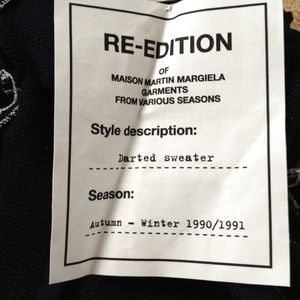 RE-EDITION
OF
MAISON MARTIN MARGIELA
GARMENTS
FROM VARIOUS SEASONS
Style description:
Darted sweater
Season:
Autumn - Winter 1990/1991